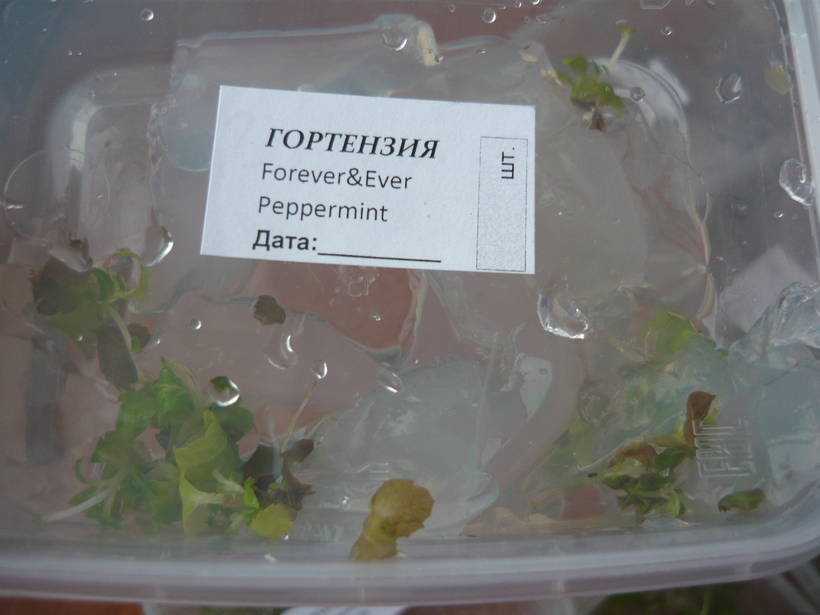 ГОРТЕНЗИЯ
Forever&Ever
Peppermint
Дата:__________
шт.